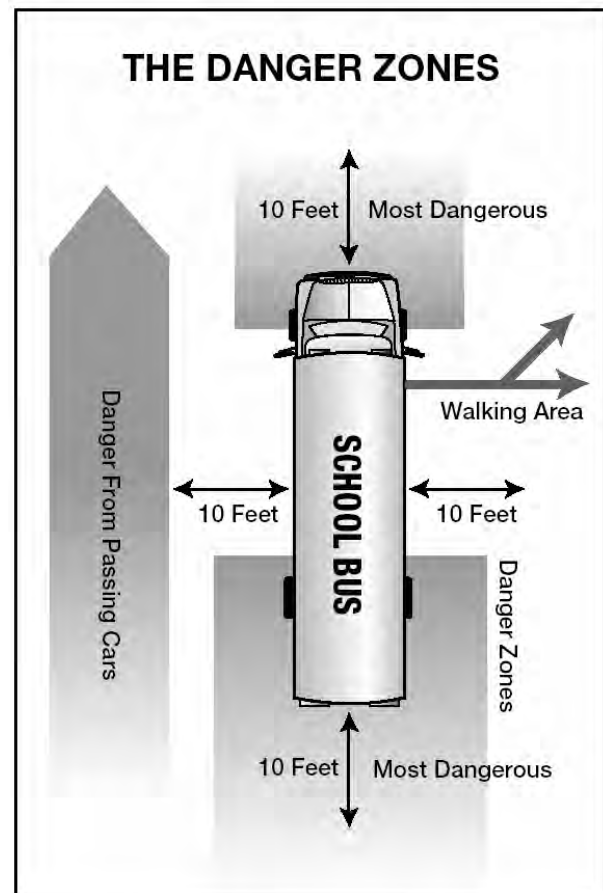 THE DANGER ZONES
10 Feet
Most Dangerous
Walking Area
Danger From Passing Cars
SCHOOL BUS
10 Feet
10 Feet
Danger Zones
10 Feet
Most Dangerous